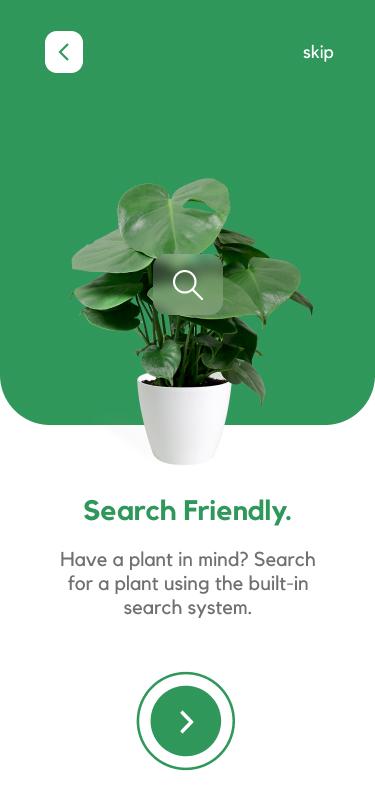 skip
Search Friendly.
Have a plant in mind? Search
for a plant using the built-in
search system.